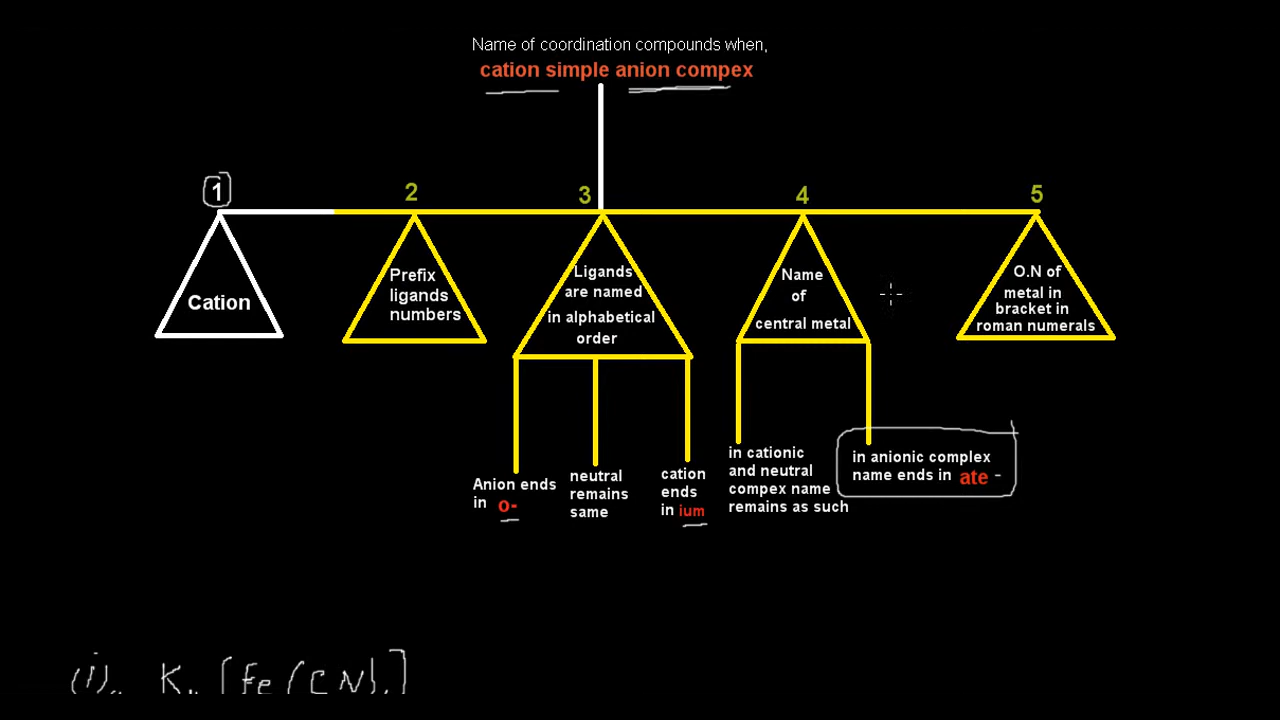 Name of coordination compounds when,
cation simple anion compex
1
2
3
4
5
Cation
Prefix
ligands
numbers
Ligands
are named
in alphabetical
order
Name
of
central metal
O.N of
metal in
bracket in
roman numerals
Anion ends
in o-
neutral
remains
same
cation
ends
in ium
in cationic
and neutral
compex name
remains as such
in anionic complex
name ends in ate -
(i). K [Fe(CN)]